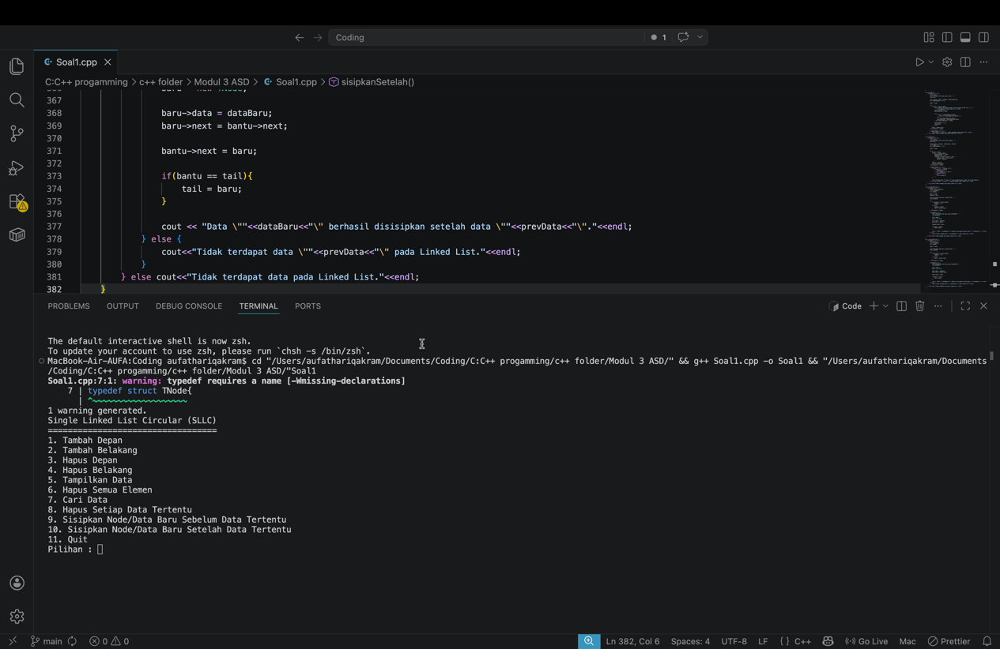 Coding
1
Soal1.cpp
C:C++ progamming > c++ folder > Modul 3 ASD > Soal1.cpp > sisipkanSetelah()
367
368 baru->data = dataBaru;
369 baru->next = bantu->next;
370
371 bantu->next = baru;
372
373 if(bantu == tail){
374 tail = baru;
375 }
376
377 cout << "Data \""<<dataBaru<<"\" berhasil disisipkan setelah data \""<<prevData<<"\"."<<endl;
378 } else {
379 cout<<"Tidak terdapat data \""<<prevData<<"\" pada Linked List."<<endl;
380 }
381 } else cout<<"Tidak terdapat data pada Linked List."<<endl;
382 }
PROBLEMS OUTPUT DEBUG CONSOLE TERMINAL PORTS
Code
The default interactive shell is now zsh.
To update your account to use zsh, please run `chsh -s /bin/zsh`.
MacBook-Air-AUFA:Coding aufathariqakram$ cd "/Users/aufathariqakram/Documents/Coding/C:C++ progamming/c++ folder/Modul 3 ASD/" && g++ Soal1.cpp -o Soal1 && "/Users/aufathariqakram/Documents
/Coding/C:C++ progamming/c++ folder/Modul 3 ASD/"Soal1
Soal1.cpp:7:1: warning: typedef requires a name [-Wmissing-declarations]
7 | typedef struct TNode{
| ^~~~~~~~~~~~~~~~~~~~
1 warning generated.
Single Linked List Circular (SLLC)
==================================
1. Tambah Depan
2. Tambah Belakang
3. Hapus Depan
4. Hapus Belakang
5. Tampilkan Data
6. Hapus Semua Elemen
7. Cari Data
8. Hapus Setiap Data Tertentu
9. Sisipkan Node/Data Baru Sebelum Data Tertentu
10. Sisipkan Node/Data Baru Setelah Data Tertentu
11. Quit
Pilihan :
main 0 0 Ln 382, Col 6 Spaces: 4 UTF-8 LF { } C++ Go Live Mac Prettier